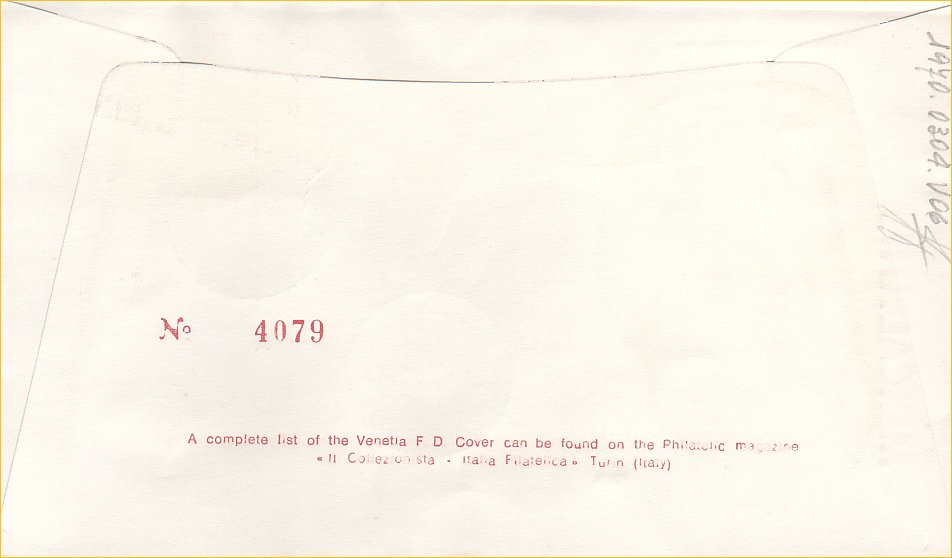 Nº 4079
A complete list of the Venetia F D Cover can be found on the Philatelic magazine
« Il Collezionista - Italia Filatelica » Turin (Italy)
1970.0304.V06